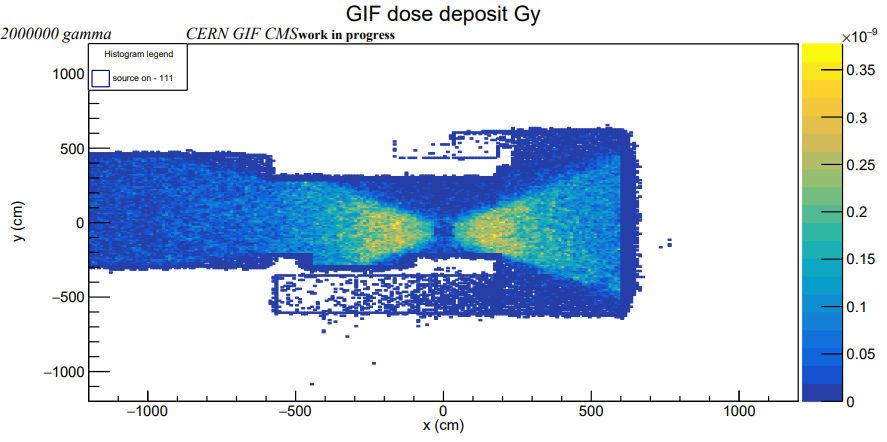 GIF dose deposit Gy
2000000 gamma CERN GIF CMSwork in progress
×10⁻⁹
Histogram legend
source on - 111
1000
500
0
−500
−1000
y (cm)
−1000 −500 0 500 1000
x (cm)
0.35
0.3
0.25
0.2
0.15
0.1
0.05
0